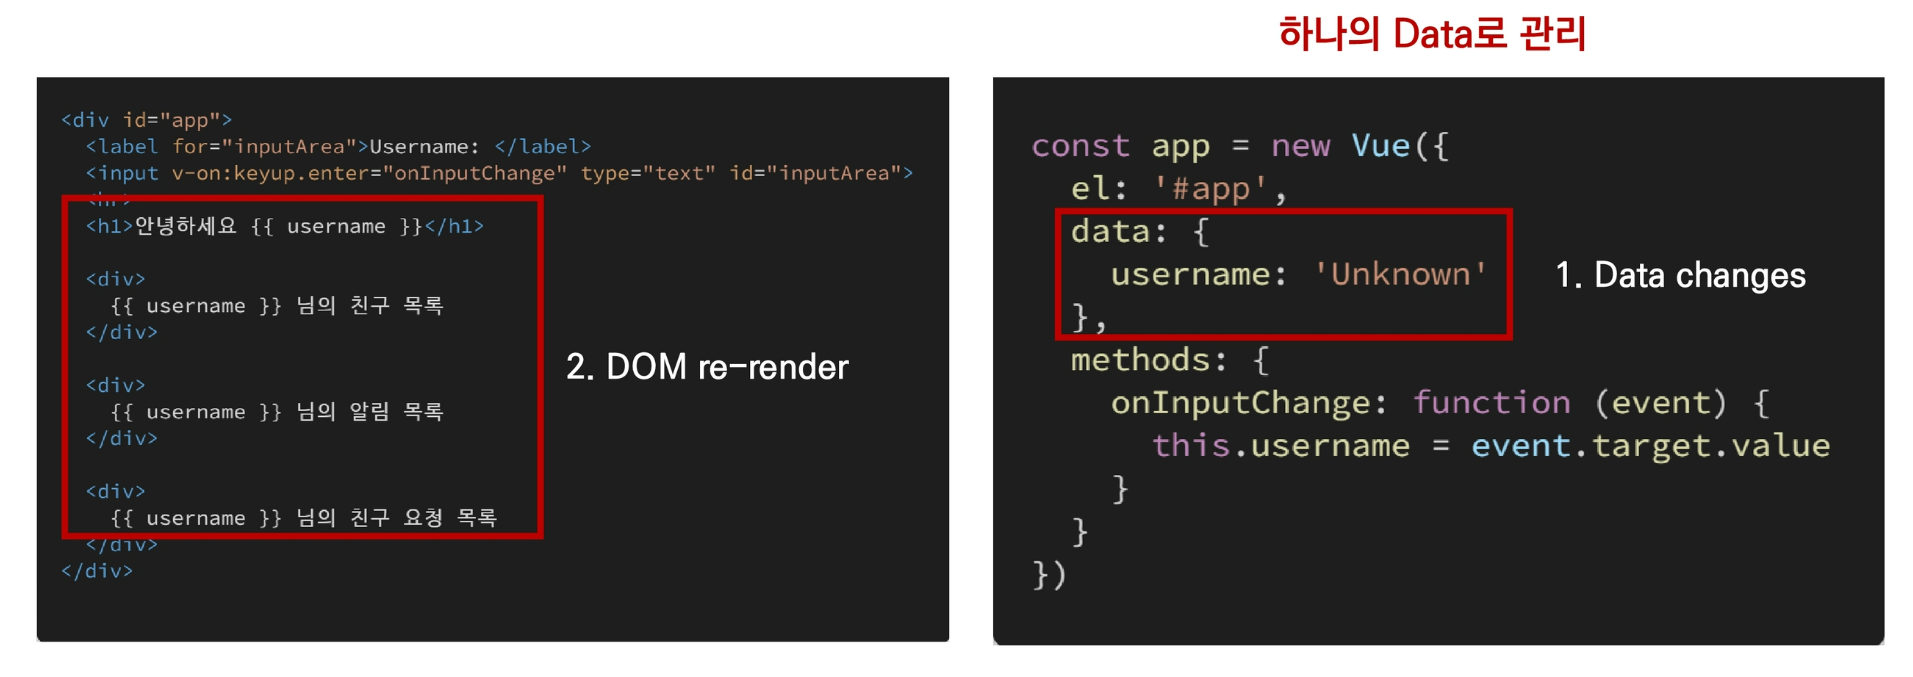 하나의 Data로 관리
<div id="app">
  <label for="inputArea">Username: </label>
  <input v-on:keyup.enter="onInputChange" type="text" id="inputArea">
  <hr>
  <h1>안녕하세요 {{ username }}</h1>
  <div>
    {{ username }} 님의 친구 목록
  </div>
  <div>
    {{ username }} 님의 알림 목록
  </div>
  <div>
    {{ username }} 님의 친구 요청 목록
  </div>
</div>
2. DOM re-render
const app = new Vue({
  el: '#app',
  data: {
    username: 'Unknown'
  },
  methods: {
    onInputChange: function (event) {
      this.username = event.target.value
    }
  }
})
1. Data changes